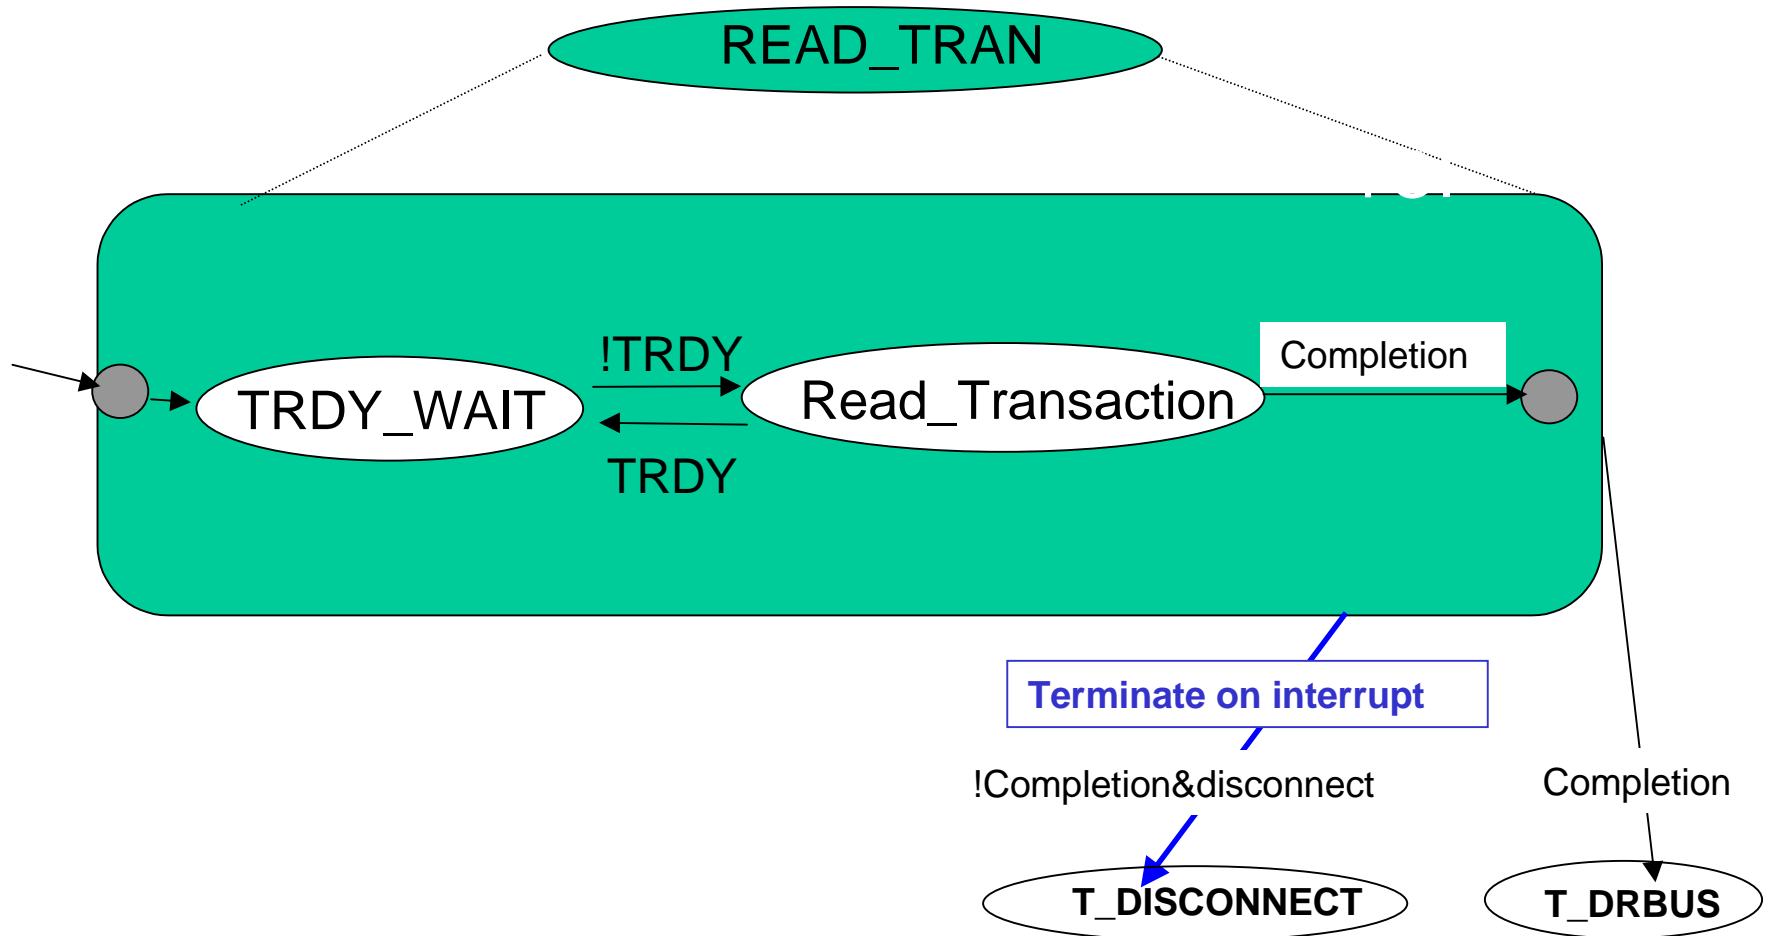 READ_TRAN
!TRDY
Completion
TRDY_WAIT
Read_Transaction
TRDY
Terminate on interrupt
!Completion&disconnect
Completion
T_DISCONNECT
T_DRBUS